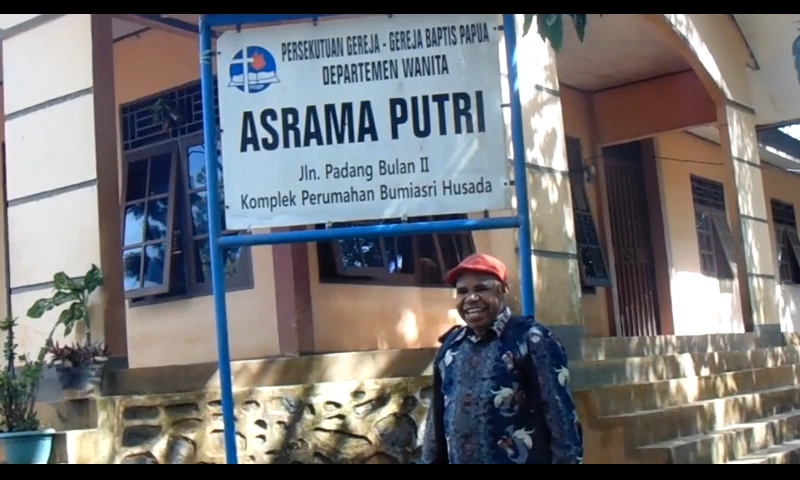 PERSEKUTUAN GEREJA - GEREJA BAPTIS PAPUA
DEPARTEMEN WANITA
ASRAMA PUTRI
Jln. Padang Bulan II
Komplek Perumahan Bumiasri Husada